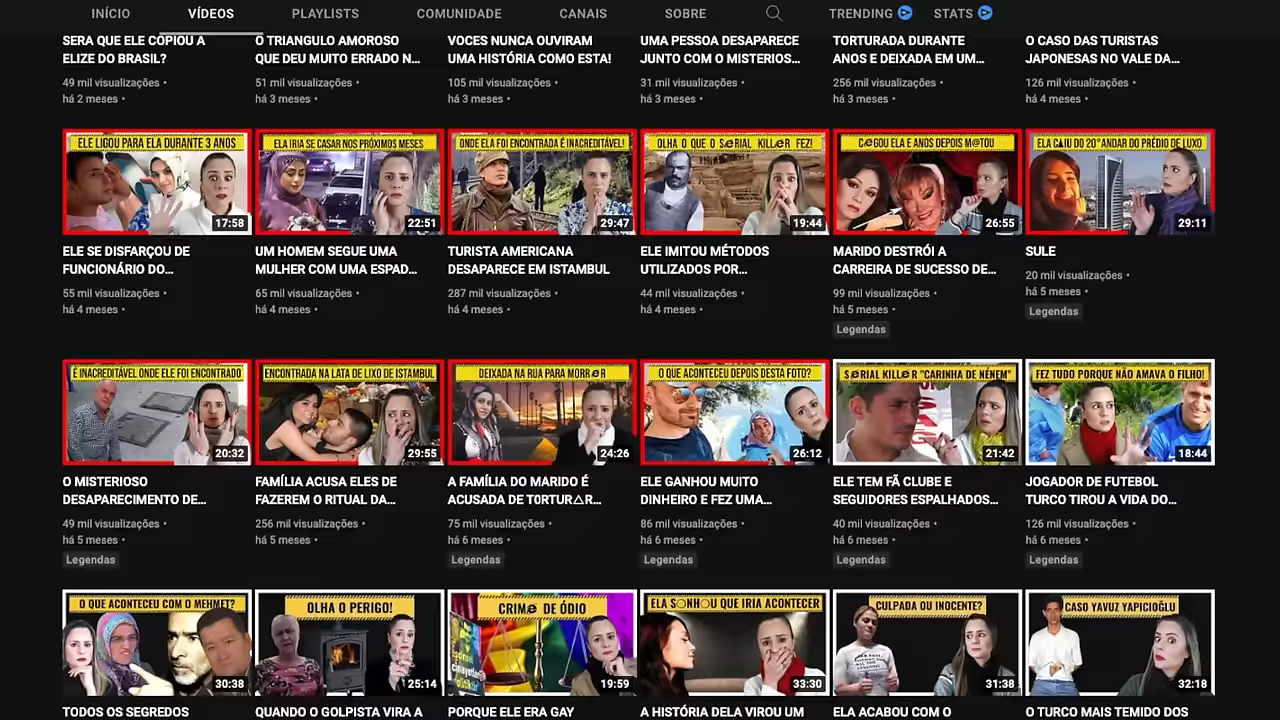 INÍCIO VÍDEOS PLAYLISTS COMUNIDADE CANAIS SOBRE TRENDING STATS
SERA QUE ELE COPIOU A
ELIZE DO BRASIL?
49 mil visualizações •
há 2 meses •
O TRIANGULO AMOROSO
QUE DEU MUITO ERRADO N...
51 mil visualizações •
há 3 meses •
VOCES NUNCA OUVIRAM
UMA HISTÓRIA COMO ESTA!
105 mil visualizações •
há 3 meses •
UMA PESSOA DESAPARECE
JUNTO COM O MISTERIOS...
31 mil visualizações •
há 3 meses •
TORTURADA DURANTE
ANOS E DEIXADA EM UM...
256 mil visualizações •
há 3 meses •
O CASO DAS TURISTAS
JAPONESAS NO VALE DA...
126 mil visualizações •
há 4 meses •
ELE LIGOU PARA ELA DURANTE 3 ANOS
17:58
ELE SE DISFARÇOU DE
FUNCIONÁRIO DO...
55 mil visualizações •
há 4 meses •
ELA IRIA SE CASAR NOS PRÓXIMOS MESES
22:51
UM HOMEM SEGUE UMA
MULHER COM UMA ESPAD...
65 mil visualizações •
há 4 meses •
ONDE ELA FOI ENCONTRADA É INACREDITÁVEL!
29:47
TURISTA AMERICANA
DESAPARECE EM ISTAMBUL
287 mil visualizações •
há 4 meses •
OLHA O QUE O S@RIAL KILL@R FEZ!
19:44
ELE IMITOU MÉTODOS
UTILIZADOS POR...
44 mil visualizações •
há 4 meses •
C@GOU ELA E ANOS DEPOIS M@TOU
26:55
MARIDO DESTRÓI A
CARREIRA DE SUCESSO DE...
99 mil visualizações •
há 5 meses •
Legendas
ELA C▲IU DO 20°ANDAR DO PRÉDIO DE LUXO
29:11
SULE
20 mil visualizações •
há 5 meses •
Legendas
É INACREDITÁVEL ONDE ELE FOI ENCONTRADO
20:32
O MISTERIOSO
DESAPARECIMENTO DE...
49 mil visualizações •
há 5 meses •
Legendas
ENCONTRADA NA LATA DE LIXO DE ISTAMBUL
29:55
FAMÍLIA ACUSA ELES DE
FAZEREM O RITUAL DA...
256 mil visualizações •
há 5 meses •
DEIXADA NA RUA PARA MORR@R
24:26
A FAMÍLIA DO MARIDO É
ACUSADA DE T0RTUR△R...
75 mil visualizações •
há 6 meses •
Legendas
O QUE ACONTECEU DEPOIS DESTA FOTO?
26:12
ELE GANHOU MUITO
DINHEIRO E FEZ UMA...
86 mil visualizações •
há 6 meses •
Legendas
S@RIAL KILL@R "CARINHA DE NENÉM"
21:42
ELE TEM FÃ CLUBE E
SEGUIDORES ESPALHADOS...
40 mil visualizações •
há 6 meses •
Legendas
FEZ TUDO PORQUE NÃO AMAVA O FILHO!
18:44
JOGADOR DE FUTEBOL
TURCO TIROU A VIDA DO...
126 mil visualizações •
há 6 meses •
Legendas
O QUE ACONTECEU COM O MEHMET?
30:38
TODOS OS SEGREDOS
OLHA O PERIGO!
25:14
QUANDO O GOLPISTA VIRA A
CRIM@ DE ÓDIO
19:59
PORQUE ELE ERA GAY
ELA S○NH○U QUE IRIA ACONTECER
33:30
A HISTÓRIA DELA VIROU UM
CULPADA OU INOCENTE?
31:38
ELA ACABOU COM O
CASO YAVUZ YAPICIOĞLU
32:18
O TURCO MAIS TEMIDO DOS